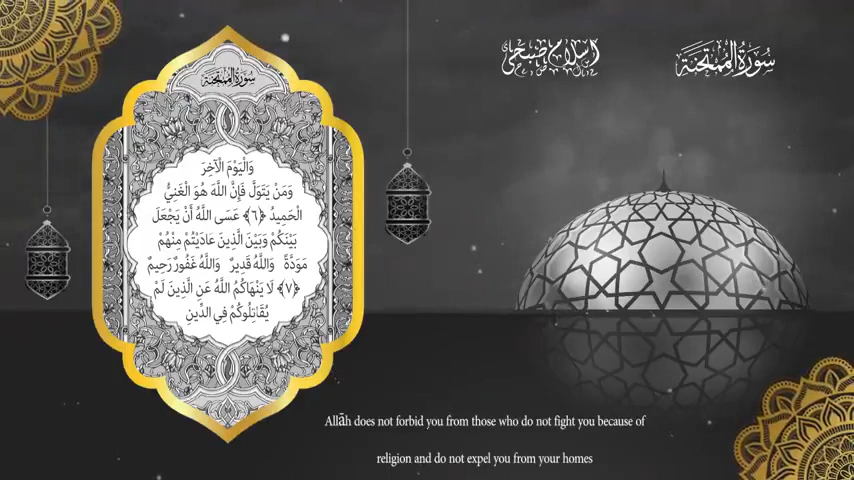 سُورَةُ المُمْتَحنَة
إسلام صبحي
سُورَةُ المُمْتَحنَة
وَالْيَوْمَ الْآخِرَ
وَمَنْ يَتَوَلَّ فَإِنَّ اللَّهَ هُوَ الْغَنِيُّ
الْحَمِيدُ ﴿٦﴾ عَسَى اللَّهُ أَنْ يَجْعَلَ
بَيْنَكُمْ وَبَيْنَ الَّذِينَ عَادَيْتُمْ مِنْهُمْ
مَوَدَّةً وَاللَّهُ قَدِيرٌ وَاللَّهُ غَفُورٌ رَحِيمٌ
﴿٧﴾ لَا يَنْهَاكُمُ اللَّهُ عَنِ الَّذِينَ لَمْ
يُقَاتِلُوكُمْ فِي الدِّينِ
Allāh does not forbid you from those who do not fight you because of
religion and do not expel you from your homes